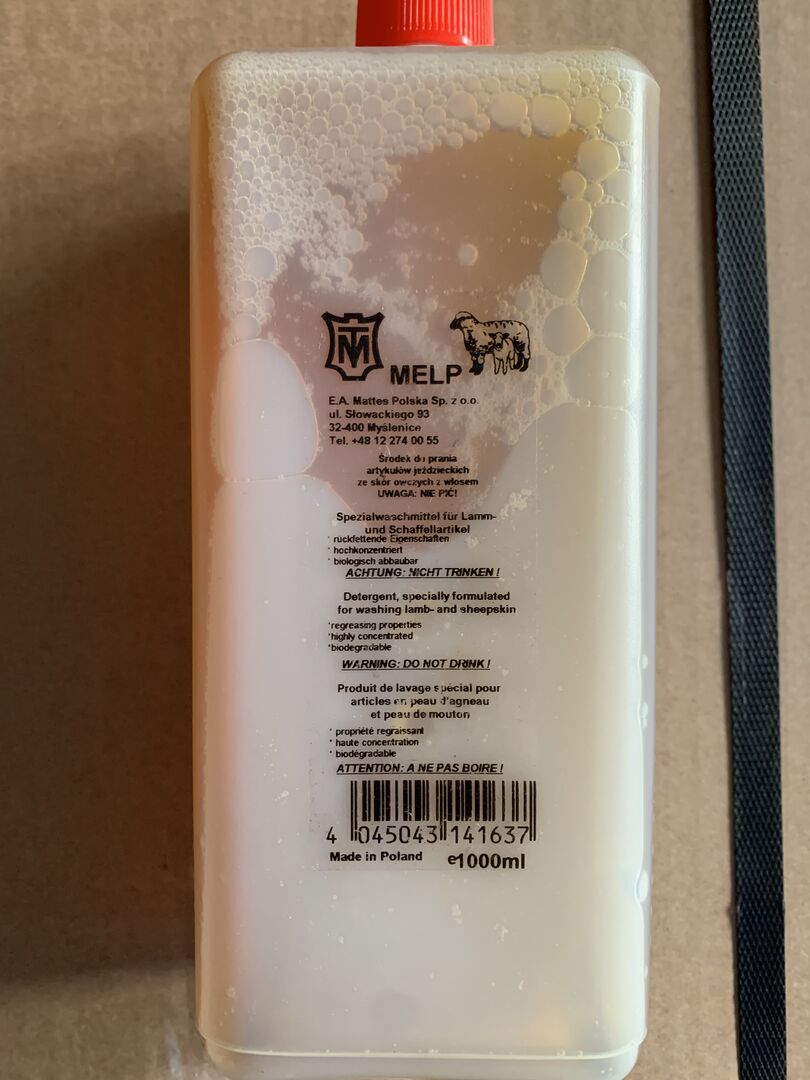 TM
MELP
E.A. Mattes Polska Sp. z o.o.
ul. Słowackiego 93
32-400 Myślenice
Tel. +48 12 274 00 55
Środek do prania
artykułów jeździeckich
ze skór owczych z włosem
UWAGA: NIE PIĆ!
Spezialwaschmittel für Lamm-
und Schaffellartikel
* rückfettende Eigenschaften
* hochkonzentriert
* biologisch abbaubar
ACHTUNG: NICHT TRINKEN !
Detergent, specially formulated
for washing lamb- and sheepskin
*regreasing properties
*highly concentrated
*biodegradable
WARNING: DO NOT DRINK !
Produit de lavage spécial pour
articles en peau d'agneau
et peau de mouton
* propriété regraissant
* haute concentration
* biodégradable
ATTENTION: A NE PAS BOIRE !
4 045043 141637
Made in Poland e1000ml